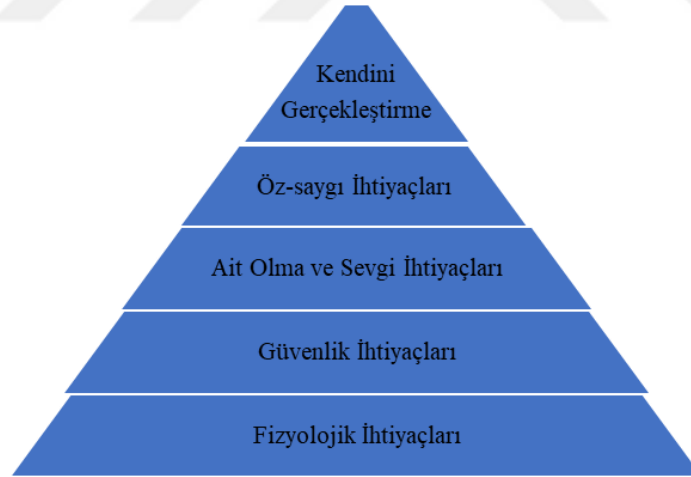 Kendini
Gerçekleştirme
Öz-saygı İhtiyaçları
Ait Olma ve Sevgi İhtiyaçları
Güvenlik İhtiyaçları
Fizyolojik İhtiyaçları